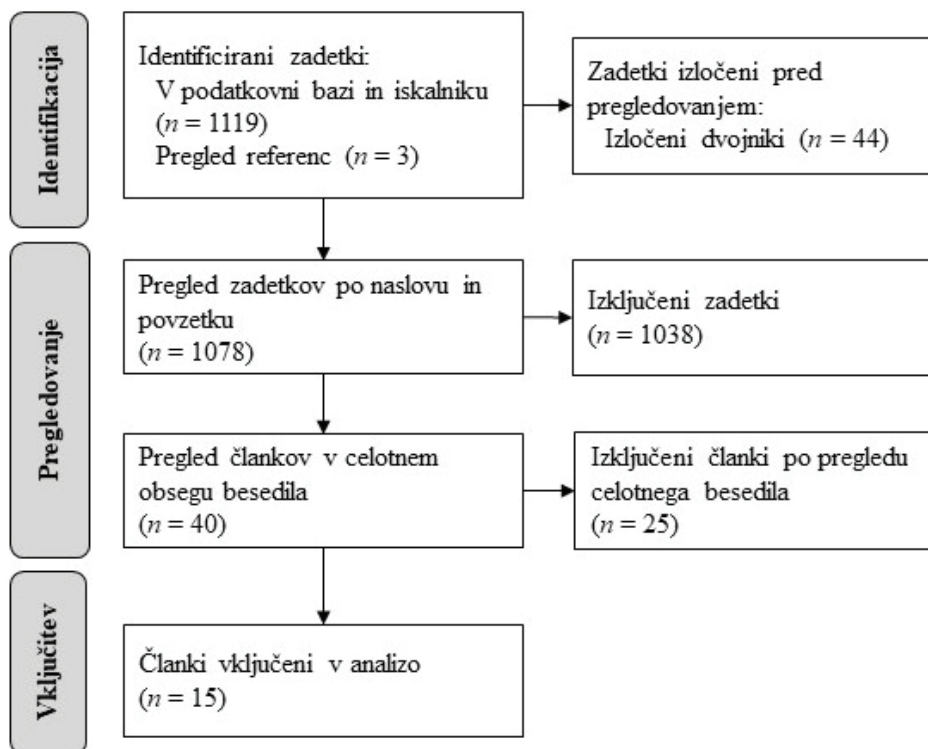 Identifikacija
Identificirani zadetki:
V podatkovni bazi in iskalniku
(n = 1119)
Pregled referenc (n = 3)
Zadetki izločeni pred
pregledovanjem:
Izločeni dvojniki (n = 44)
Pregledovanje
Pregled zadetkov po naslovu in
povzetku
(n = 1078)
Izključeni zadetki
(n = 1038)
Pregled člankov v celotnem
obsegu besedila
(n = 40)
Izključeni članki po pregledu
celotnega besedila
(n = 25)
Vključitev
Članki vključeni v analizo
(n = 15)